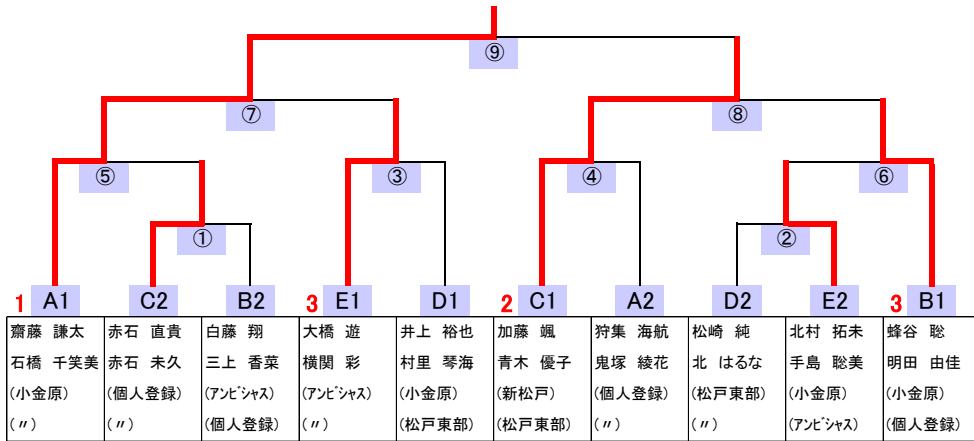 ⑨
⑦ ⑧
⑤ ③ ④ ⑥
① ②
1 A1 C2 B2 3 E1 D1 2 C1 A2 D2 E2 3 B1
齋藤 謙太 赤石 直貴 白藤 翔 大橋 遊 井上 裕也 加藤 颯 狩集 海航 松崎 純 北村 拓未 蜂谷 聡
石橋 千笑美 赤石 未久 三上 香菜 横関 彩 村里 琴海 青木 優子 鬼塚 綾花 北 はるな 手島 聡美 明田 由佳
(小金原) (個人登録) (アンビシャス) (アンビシャス) (小金原) (新松戸) (個人登録) (松戸東部) (小金原) (小金原)
(〃) (〃) (個人登録) (〃) (松戸東部) (松戸東部) (〃) (〃) (アンビシャス) (個人登録)